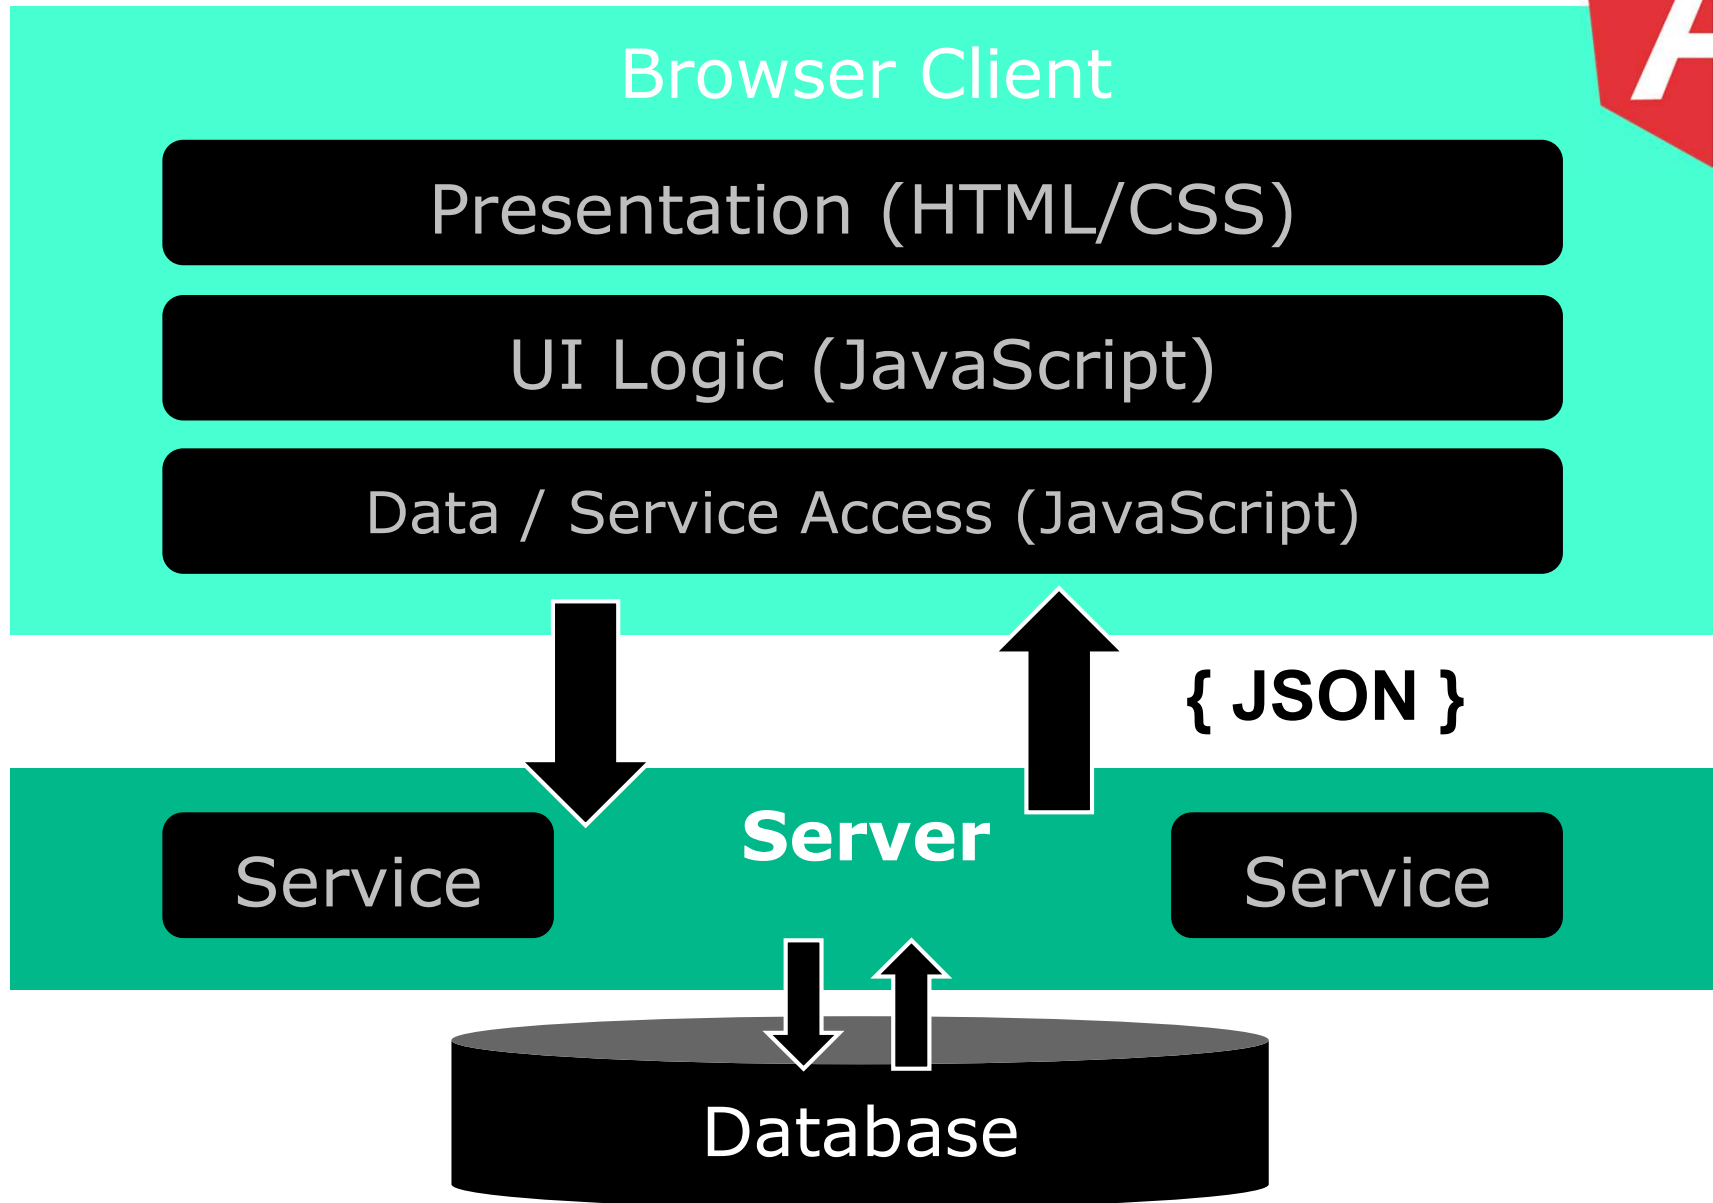 Browser Client
A
Presentation (HTML/CSS)
UI Logic (JavaScript)
Data / Service Access (JavaScript)
{ JSON }
Server
Service
Service
Database